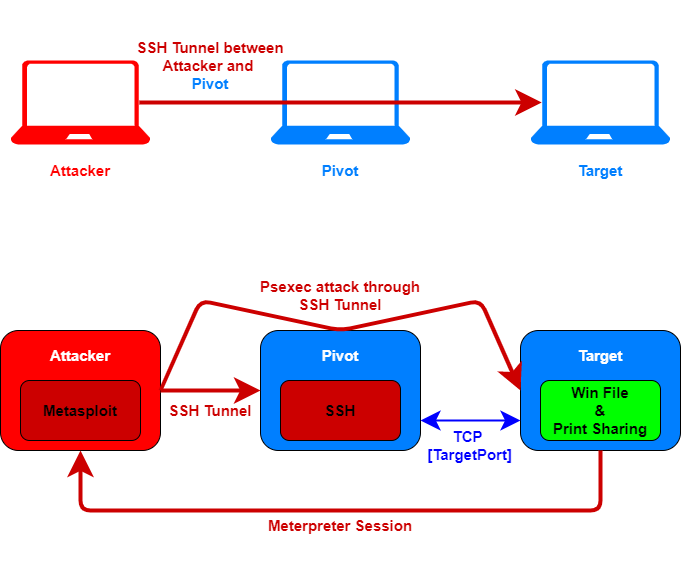 SSH Tunnel between
Attacker and
Pivot
Attacker
Pivot
Target
Psexec attack through
SSH Tunnel
Attacker
Pivot
Target
Metasploit
SSH Tunnel
SSH
Win File
&
Print Sharing
TCP
[TargetPort]
Meterpreter Session